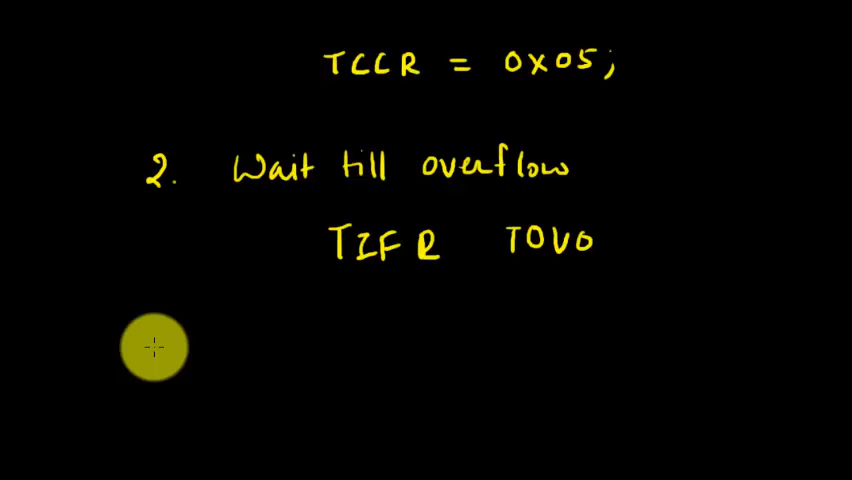 TCCR = 0X05;
2. Wait till overflow
TIFR TOV0